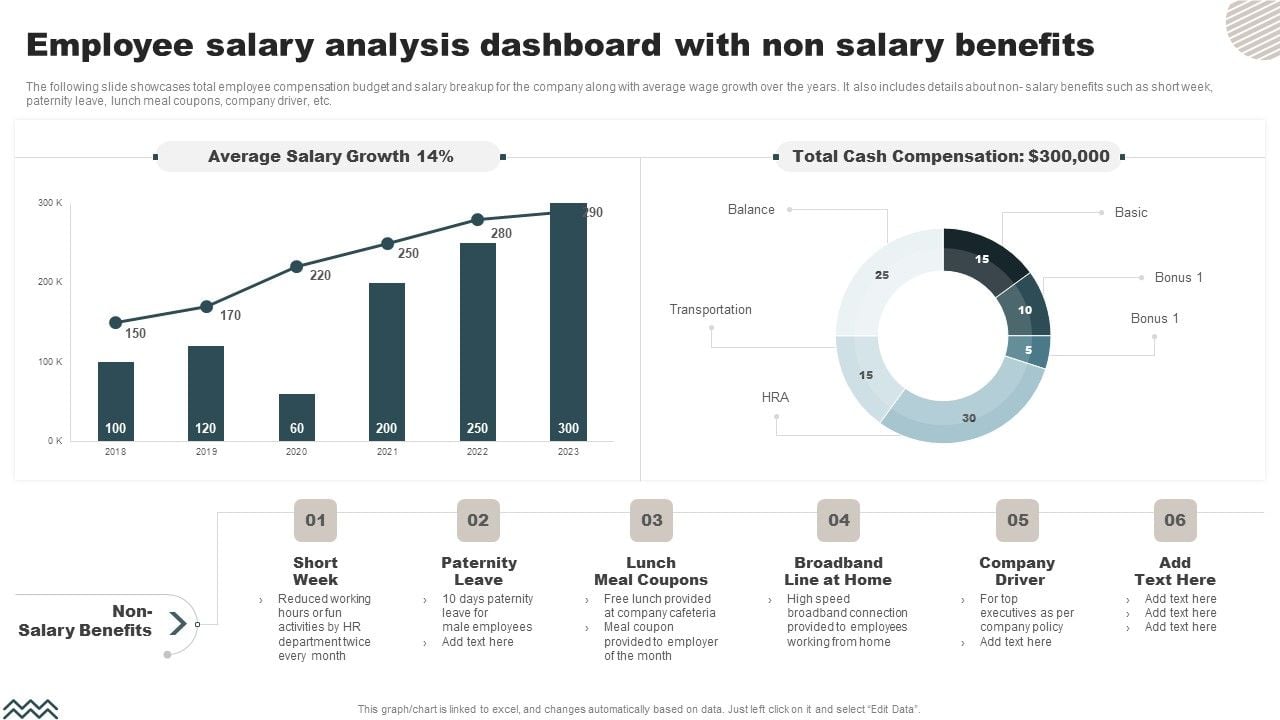 Employee salary analysis dashboard with non salary benefits
The following slide showcases total employee compensation budget and salary breakup for the company along with average wage growth over the years. It also includes details about non- salary benefits such as short week,
paternity leave, lunch meal coupons, company driver, etc.
Average Salary Growth 14%
300 K
200 K
100 K
0 K
150
170
220
250
280
290
100
120
60
200
250
300
2018
2019
2020
2021
2022
2023
Total Cash Compensation: $300,000
Balance
Basic
Bonus 1
Bonus 1
Transportation
HRA
15
10
5
30
15
25
Non-
Salary Benefits
01
Short
Week
› Reduced working
hours or fun
activities by HR
department twice
every month
02
Paternity
Leave
› 10 days paternity
leave for
male employees
› Add text here
03
Lunch
Meal Coupons
› Free lunch provided
at company cafeteria
› Meal coupon
provided to employer
of the month
04
Broadband
Line at Home
› High speed
broadband connection
provided to employees
working from home
05
Company
Driver
› For top
executives as per
company policy
› Add text here
06
Add
Text Here
› Add text here
› Add text here
› Add text here
This graph/chart is linked to excel, and changes automatically based on data. Just left click on it and select “Edit Data”.